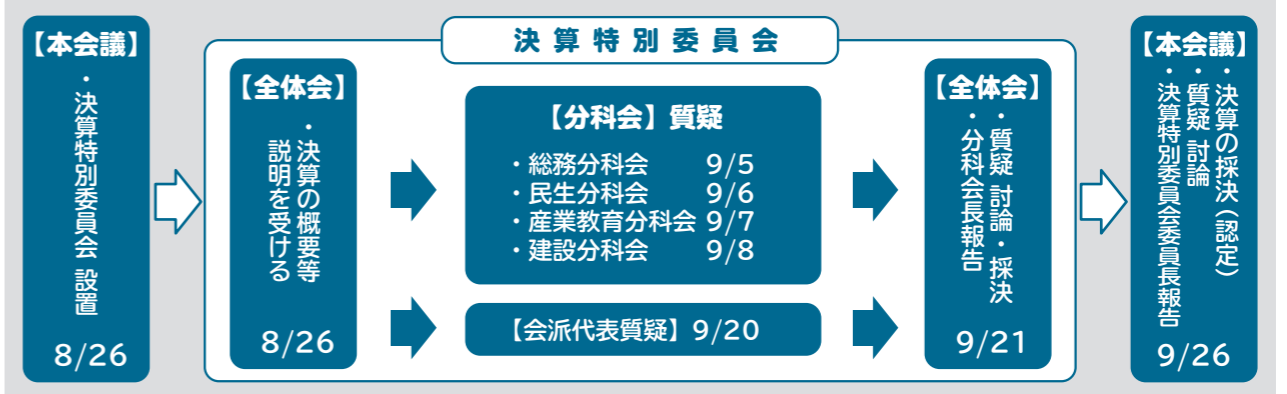 【本会議】
・決算特別委員会 設置
8/26
決算特別委員会
【全体会】
・決算の概要等
説明を受ける
8/26
【分科会】質疑
・総務分科会 9/5
・民生分科会 9/6
・産業教育分科会 9/7
・建設分科会 9/8
【会派代表質疑】9/20
【全体会】
・質疑 討論・採決
・分科会長報告
9/21
【本会議】
・決算の採決（認定）
・質疑 討論
・決算特別委員会委員長報告
9/26